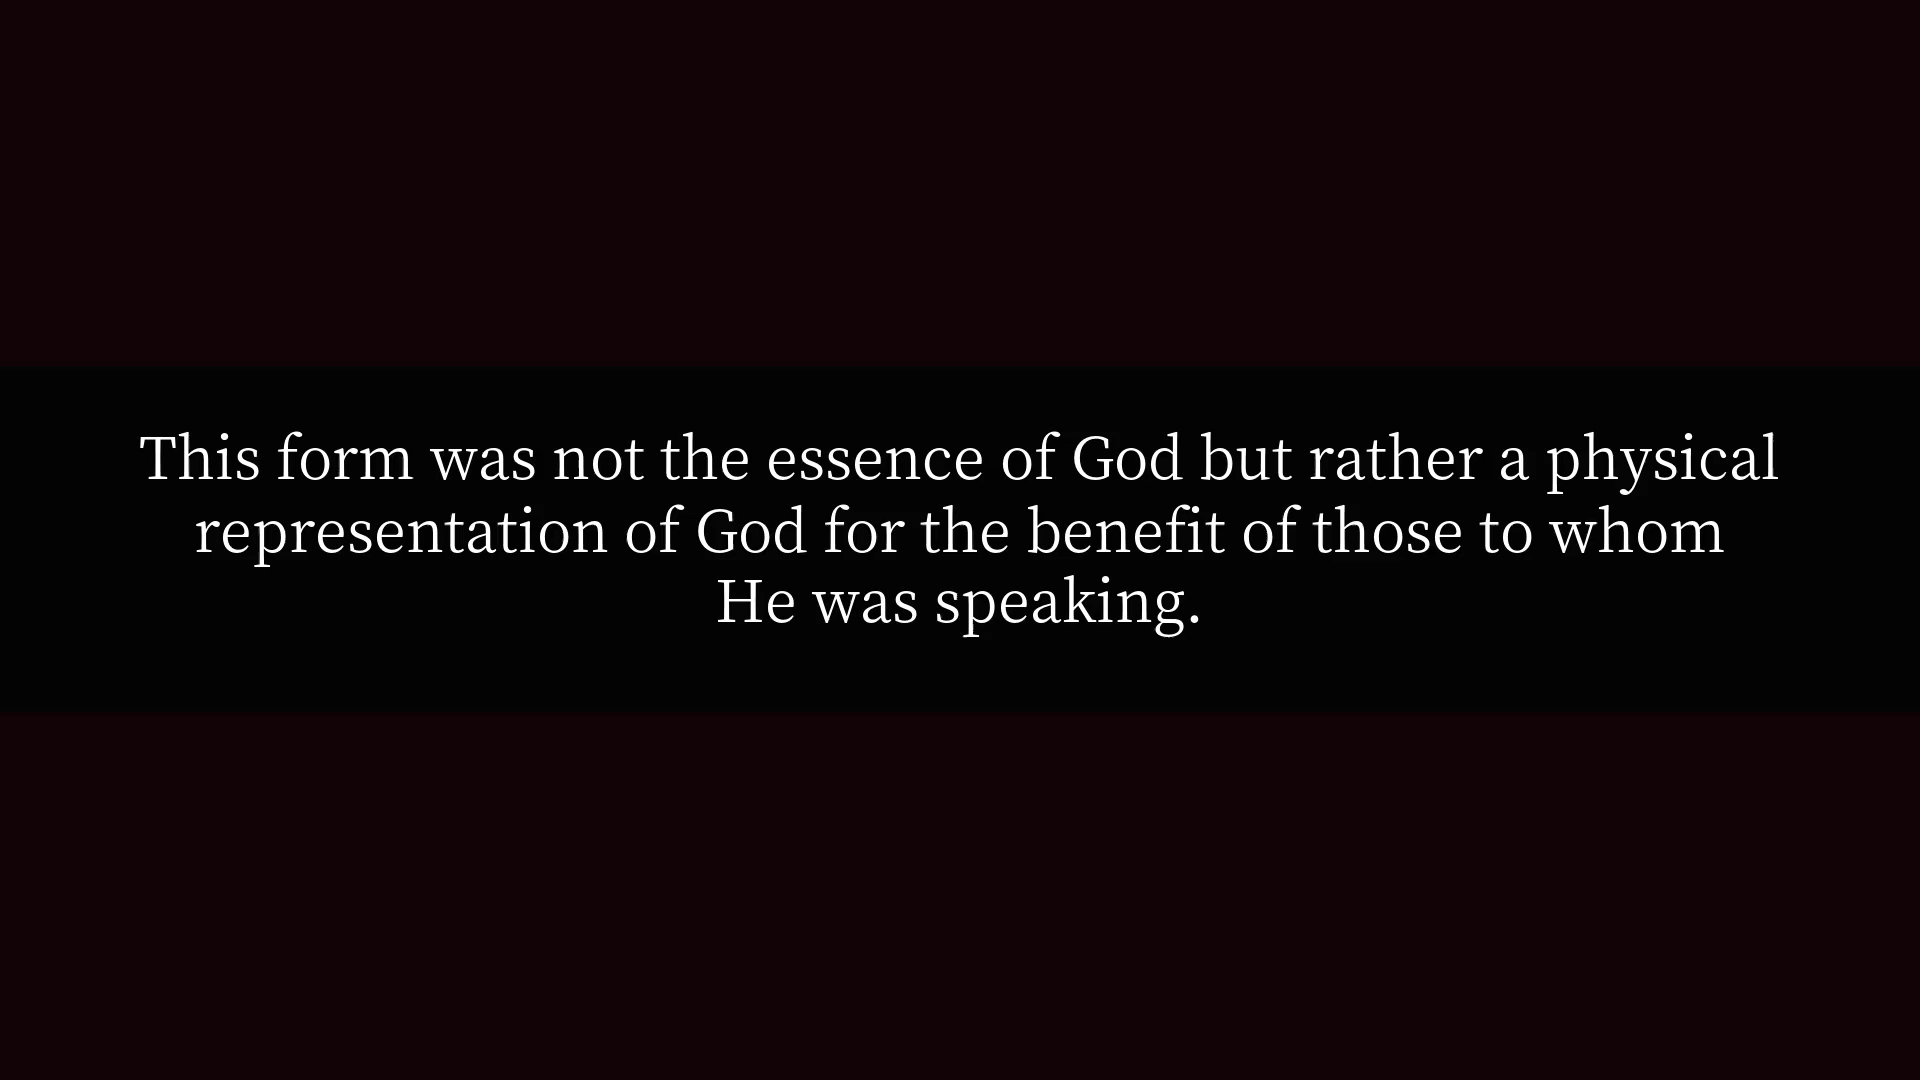 This form was not the essence of God but rather a physical
representation of God for the benefit of those to whom
He was speaking.